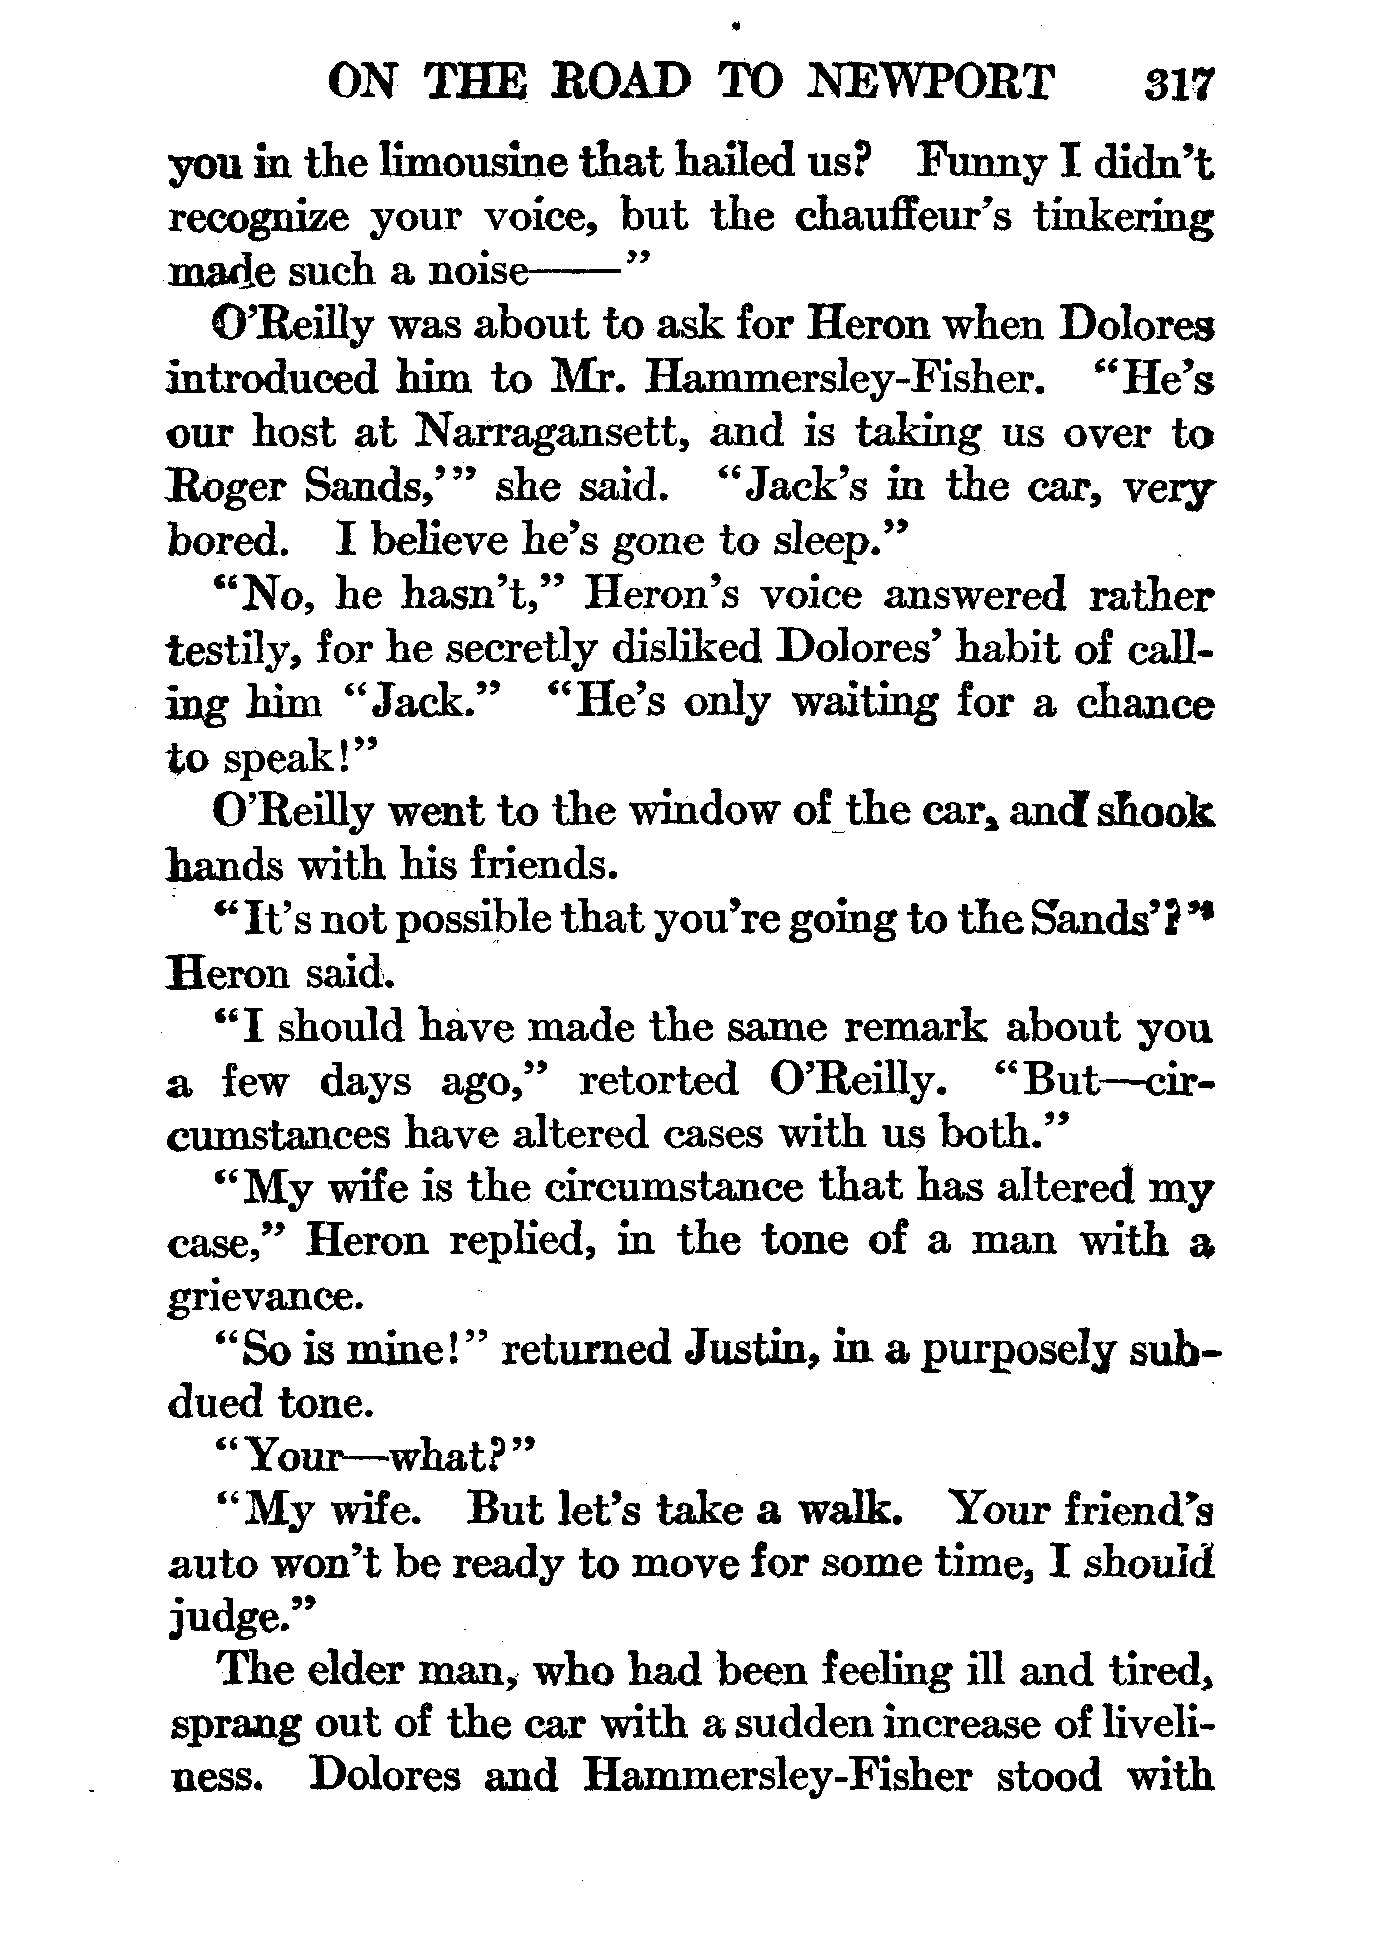 ON THE ROAD TO NEWPORT 317
you in the limousine that hailed us? Funny I didn't
recognize your voice, but the chauffeur's tinkering
made such a noise——"
O'Reilly was about to ask for Heron when Dolores
introduced him to Mr. Hammersley-Fisher. "He's
our host at Narragansett, and is taking us over to
Roger Sands,'" she said. "Jack's in the car, very
bored. I believe he's gone to sleep."
"No, he hasn't," Heron's voice answered rather
testily, for he secretly disliked Dolores' habit of call-
ing him "Jack." "He's only waiting for a chance
to speak!"
O'Reilly went to the window of the car, and shook
hands with his friends.
"It's not possible that you're going to the Sands'?"
Heron said.
"I should have made the same remark about you
a few days ago," retorted O'Reilly. "But—cir-
cumstances have altered cases with us both."
"My wife is the circumstance that has altered my
case," Heron replied, in the tone of a man with a
grievance.
"So is mine!" returned Justin, in a purposely sub-
dued tone.
"Your—what?"
"My wife. But let's take a walk. Your friend's
auto won't be ready to move for some time, I should
judge."
The elder man, who had been feeling ill and tired,
sprang out of the car with a sudden increase of liveli-
ness. Dolores and Hammersley-Fisher stood with